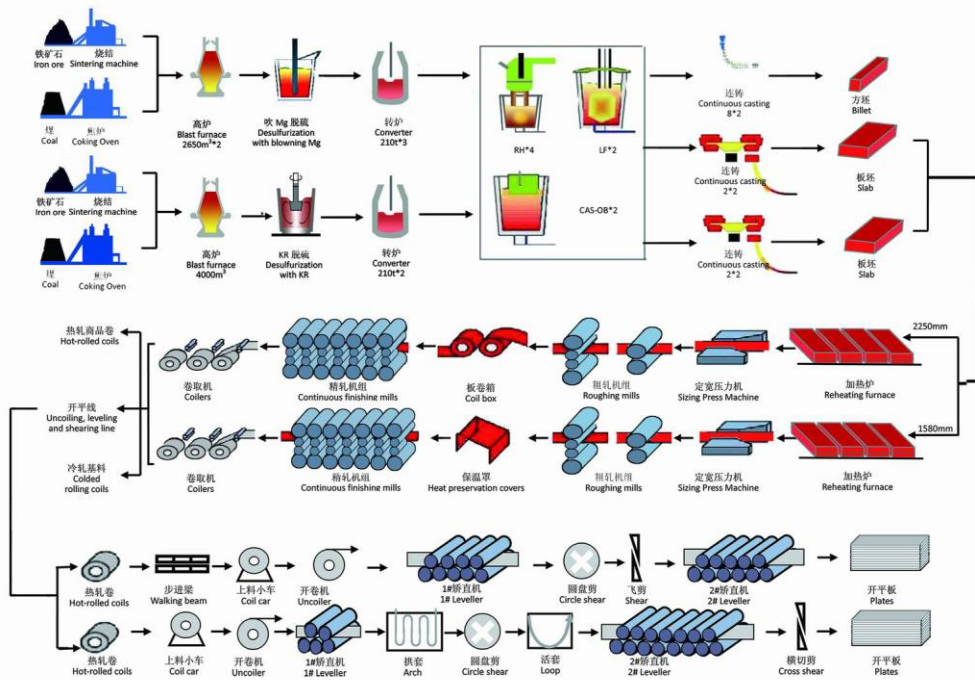 铁矿石
Iron ore
烧结
Sintering machine
煤
Coal
焦炉
Coking Oven
高炉
Blast furnace
2650m³*2
吹 Mg 脱硫
Desulfurization
with blowning Mg
转炉
Converter
210t*3
RH*4
LF*2
CAS-OB*2
连铸
Continuous casting
8*2
方坯
Billet
连铸
Continuous casting
2*2
板坯
Slab
铁矿石
Iron ore
烧结
Sintering machine
煤
Coal
焦炉
Coking Oven
高炉
Blast furnace
4000m³
KR 脱硫
Desulfurization
with KR
转炉
Converter
210t*2
连铸
Continuous casting
2*2
板坯
Slab
热轧商品卷
Hot-rolled coils
开平线
Uncoiling, leveling
and shearing line
冷轧基料
Colded
rolling coils
卷取机
Coilers
精轧机组
Continuous finishing mills
板卷箱
Coil box
粗轧机组
Roughing mills
定宽压力机
Sizing Press Machine
加热炉
Reheating furnace
2250mm
卷取机
Coilers
精轧机组
Continuous finishing mills
保温罩
Heat preservation covers
粗轧机组
Roughing mills
定宽压力机
Sizing Press Machine
加热炉
Reheating furnace
1580mm
热轧卷
Hot-rolled coils
步进梁
Walking beam
上料小车
Coil car
开卷机
Uncoiler
1#矫直机
1# Leveller
圆盘剪
Circle shear
飞剪
Shear
2#矫直机
2# Leveller
开平板
Plates
热轧卷
Hot-rolled coils
上料小车
Coil car
开卷机
Uncoiler
1#矫直机
1# Leveller
拱套
Arch
圆盘剪
Circle shear
活套
Loop
2#矫直机
2# Leveller
横切剪
Cross shear
开平板
Plates